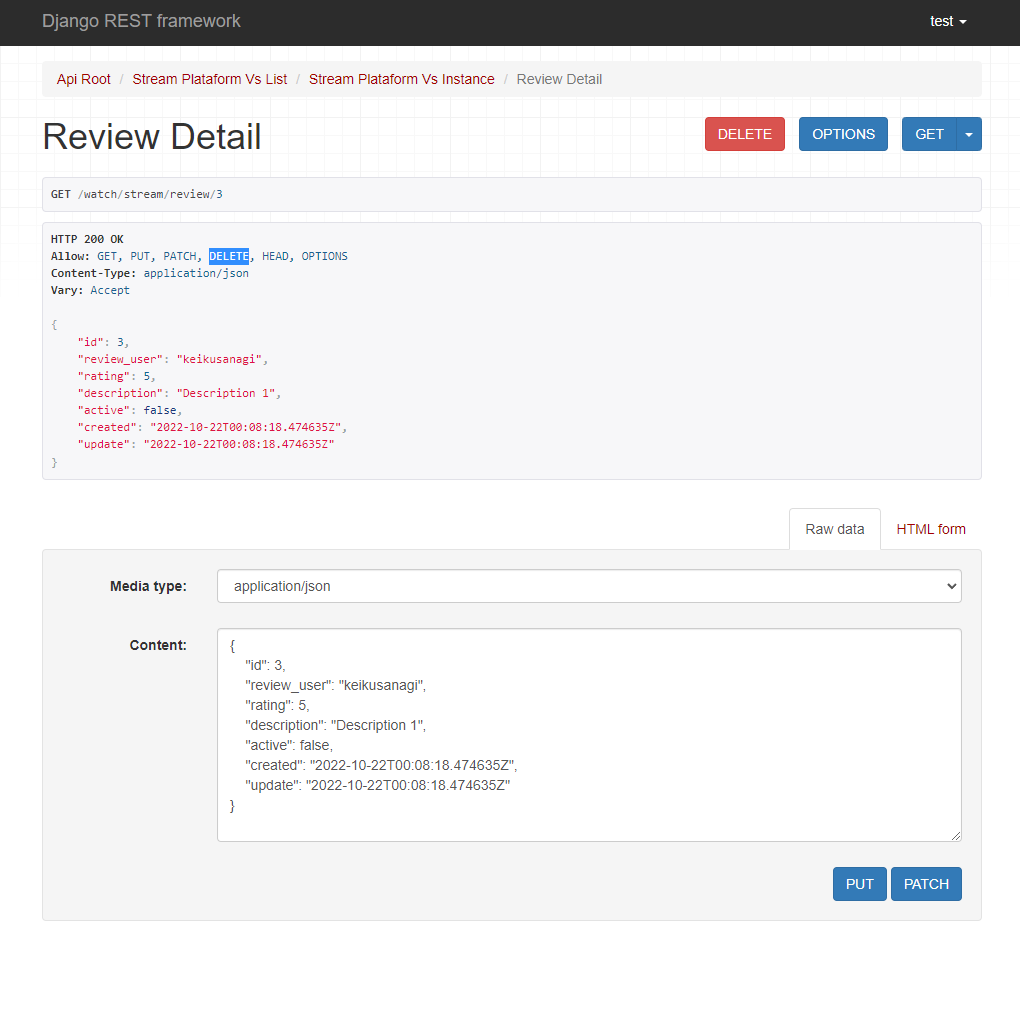 Django REST framework
test
Api Root / Stream Plataform Vs List / Stream Plataform Vs Instance / Review Detail
Review Detail
DELETE
OPTIONS
GET
GET /watch/stream/review/3
HTTP 200 OK
Allow: GET, PUT, PATCH, DELETE, HEAD, OPTIONS
Content-Type: application/json
Vary: Accept
{
    "id": 3,
    "review_user": "keikusanagi",
    "rating": 5,
    "description": "Description 1",
    "active": false,
    "created": "2022-10-22T00:08:18.474635Z",
    "update": "2022-10-22T00:08:18.474635Z"
}
Raw data
HTML form
Media type:
application/json
Content:
{
    "id": 3,
    "review_user": "keikusanagi",
    "rating": 5,
    "description": "Description 1",
    "active": false,
    "created": "2022-10-22T00:08:18.474635Z",
    "update": "2022-10-22T00:08:18.474635Z"
}
PUT
PATCH